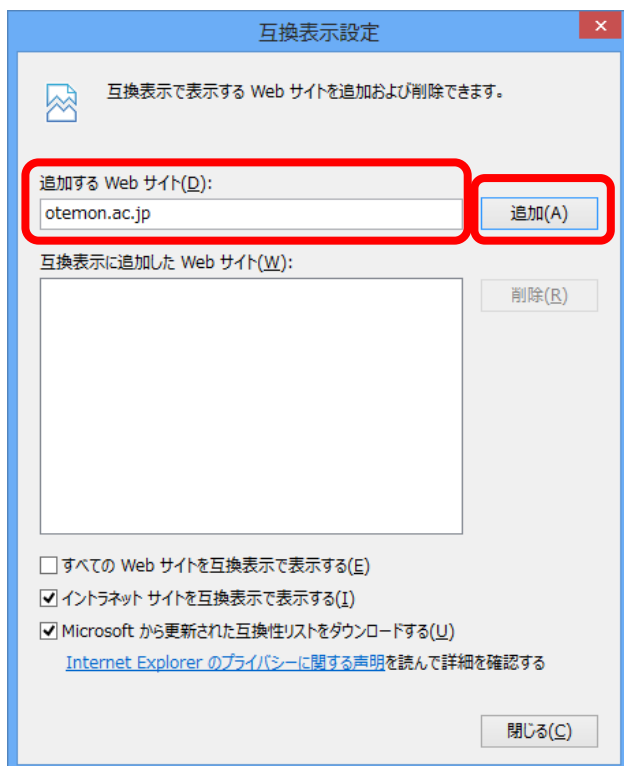 互換表示設定
互換表示で表示する Web サイトを追加および削除できます。
追加する Web サイト(D):
otemon.ac.jp
追加(A)
互換表示に追加した Web サイト(W):
削除(R)
すべての Web サイトを互換表示で表示する(E)
イントラネット サイトを互換表示で表示する(I)
Microsoft から更新された互換性リストをダウンロードする(U)
Internet Explorer のプライバシーに関する声明を読んで詳細を確認する
閉じる(C)